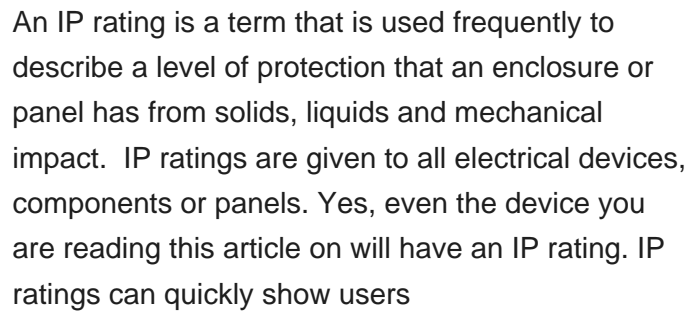 An IP rating is a term that is used frequently to
describe a level of protection that an enclosure or
panel has from solids, liquids and mechanical
impact.  IP ratings are given to all electrical devices,
components or panels. Yes, even the device you
are reading this article on will have an IP rating. IP
ratings can quickly show users